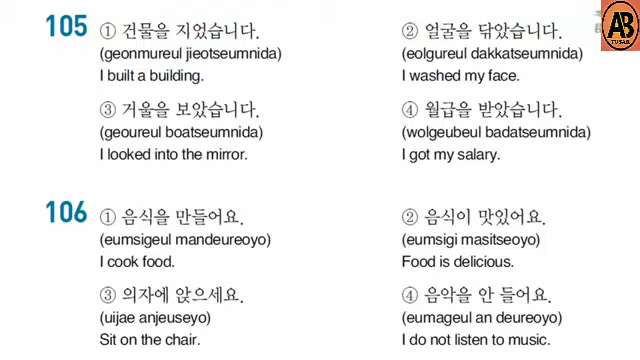 105 ① 건물을 지었습니다.
(geonmureul jieotseumnida)
I built a building.
② 얼굴을 닦았습니다.
(eolgureul dakkatseumnida)
I washed my face.
③ 거울을 보았습니다.
(geoureul boatseumnida)
I looked into the mirror.
④ 월급을 받았습니다.
(wolgeubeul badatseumnida)
I got my salary.
106 ① 음식을 만들어요.
(eumsigeul mandeureoyo)
I cook food.
② 음식이 맛있어요.
(eumsigi masitseoyo)
Food is delicious.
③ 의자에 앉으세요.
(uijae anjeuseyo)
Sit on the chair.
④ 음악을 안 들어요.
(eumageul an deureoyo)
I do not listen to music.
AB
TUSAR